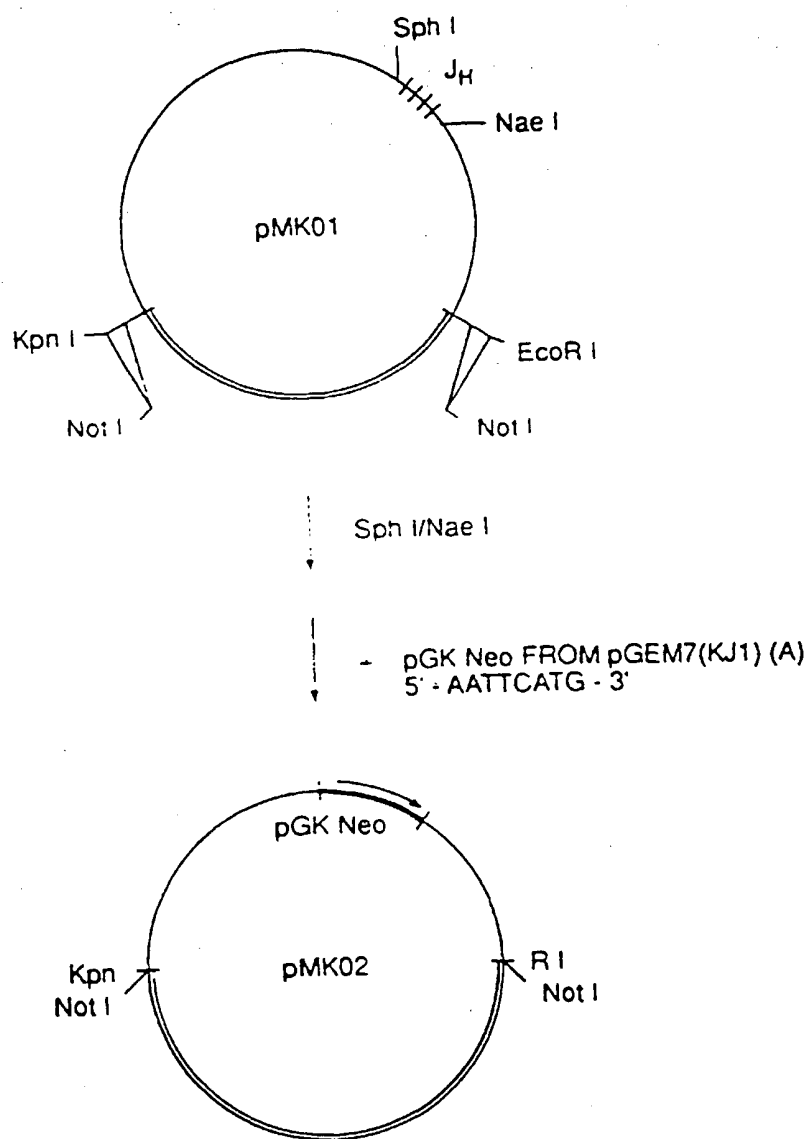 Sph I
JH
Nae I
pMK01
Kpn I
EcoR I
Not I
Not I
Sph I/Nae I
- pGK Neo FROM pGEM7(KJ1) (A)
5' - AATTCATG - 3'
pGK Neo
pMK02
Kpn
Not I
R I
Not I